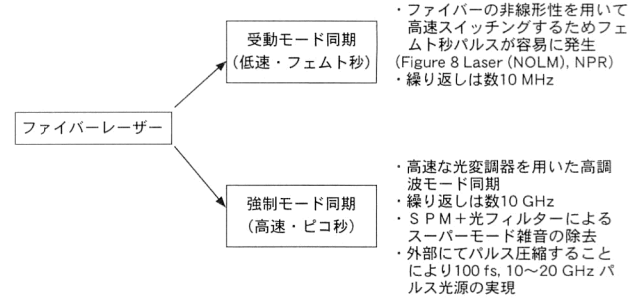 ファイバーレーザー
受動モード同期
(低速・フェムト秒)
・ファイバーの非線形性を用いて
高速スイッチングするためフェ
ムト秒パルスが容易に発生
(Figure 8 Laser (NOLM), NPR)
・繰り返しは数10 MHz
強制モード同期
(高速・ピコ秒)
・高速な光変調器を用いた高調
波モード同期
・繰り返しは数10 GHz
・ＳＰＭ＋光フィルターによる
スーパーモード雑音の除去
・外部にてパルス圧縮すること
により100 fs, 10〜20 GHz パ
ルス光源の実現